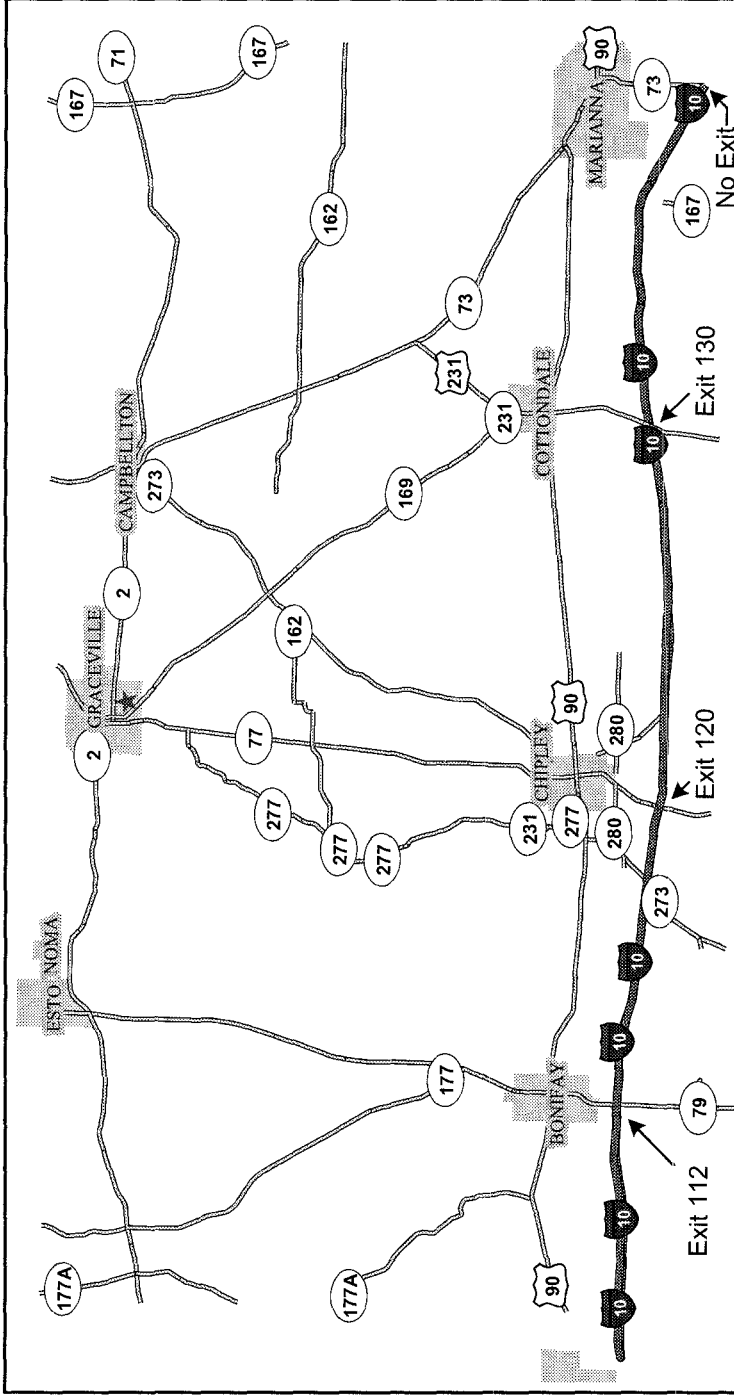 167
71
167
90
MARIANNA
73
10
No Exit
162
167
73
231
10
Exit 130
CAMPBELLTON
273
231
COTTONDALE
10
169
2
162
GRACEVILLE
90
280
2
77
CHIPLEY
Exit 120
277
277
277
231
277
280
273
ESTO NOMA
10
10
177
BONIFAY
79
Exit 112
10
177A
177A
90
10